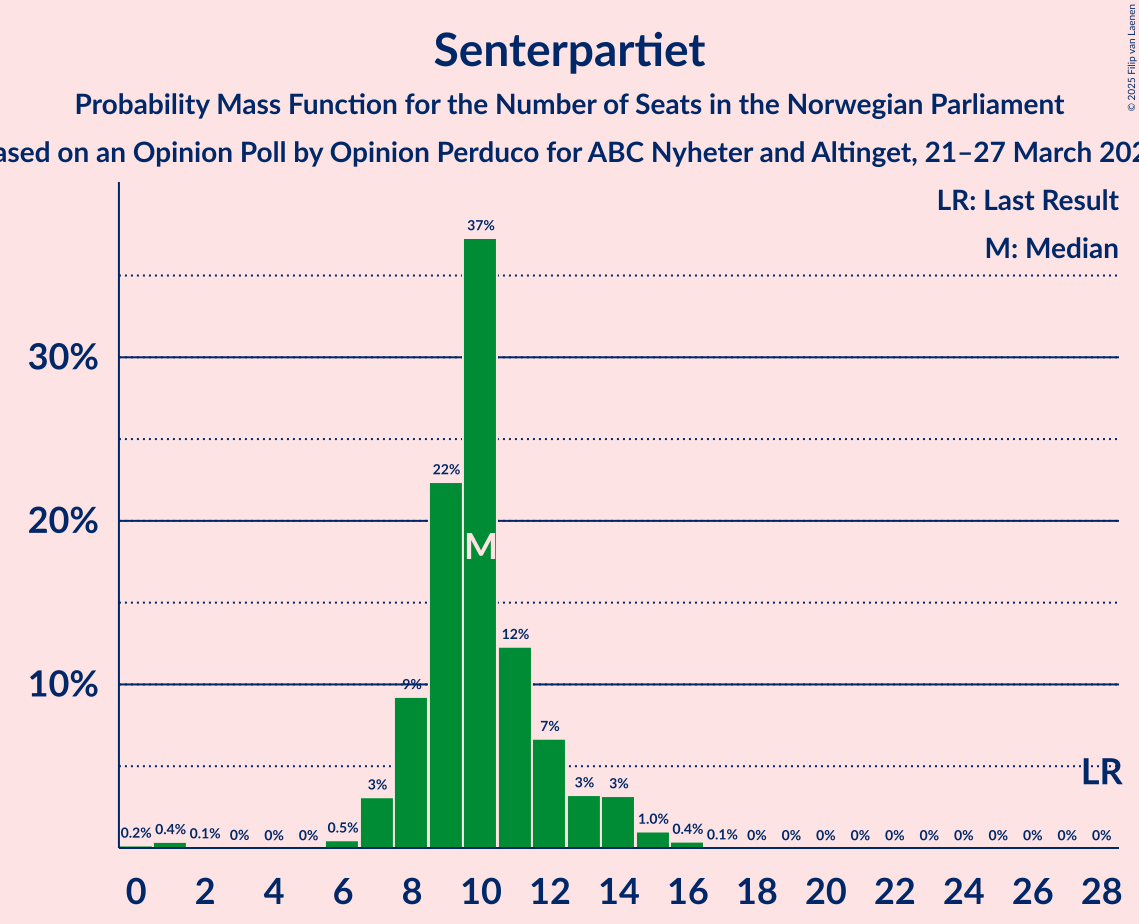 Senterpartiet
Probability Mass Function for the Number of Seats in the Norwegian Parliament
ased on an Opinion Poll by Opinion Perduco for ABC Nyheter and Altinget, 21–27 March 202
© 2025 Filip van Laenen
LR: Last Result
M: Median
37%
30%
22%
20%
M
12%
10%
9%
7%
LR
3% 3% 3%
0.2% 0.4% 0.1% 0% 0% 0% 0.5% 1.0% 0.4% 0.1% 0% 0% 0% 0% 0% 0% 0% 0% 0% 0% 0%
0 2 4 6 8 10 12 14 16 18 20 22 24 26 28